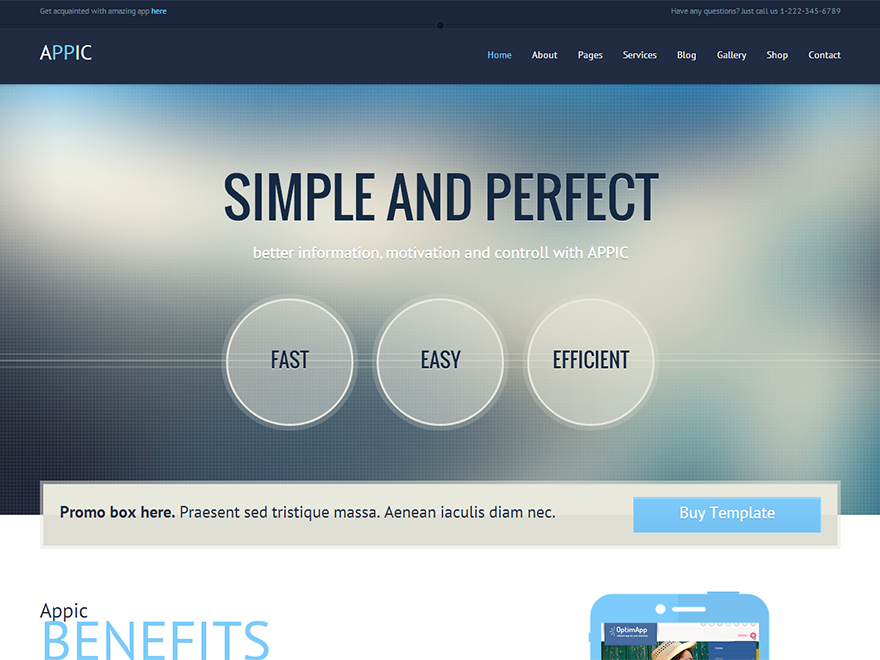 Get acquainted with amazing app here
Have any questions? Just call us 1-222-345-6789
APPIC
Home About Pages Services Blog Gallery Shop Contact
SIMPLE AND PERFECT
better information, motivation and controll with APPIC
FAST
EASY
EFFICIENT
Promo box here. Praesent sed tristique massa. Aenean iaculis diam nec.
Buy Template
Appic
BENEFITS
OptimApp